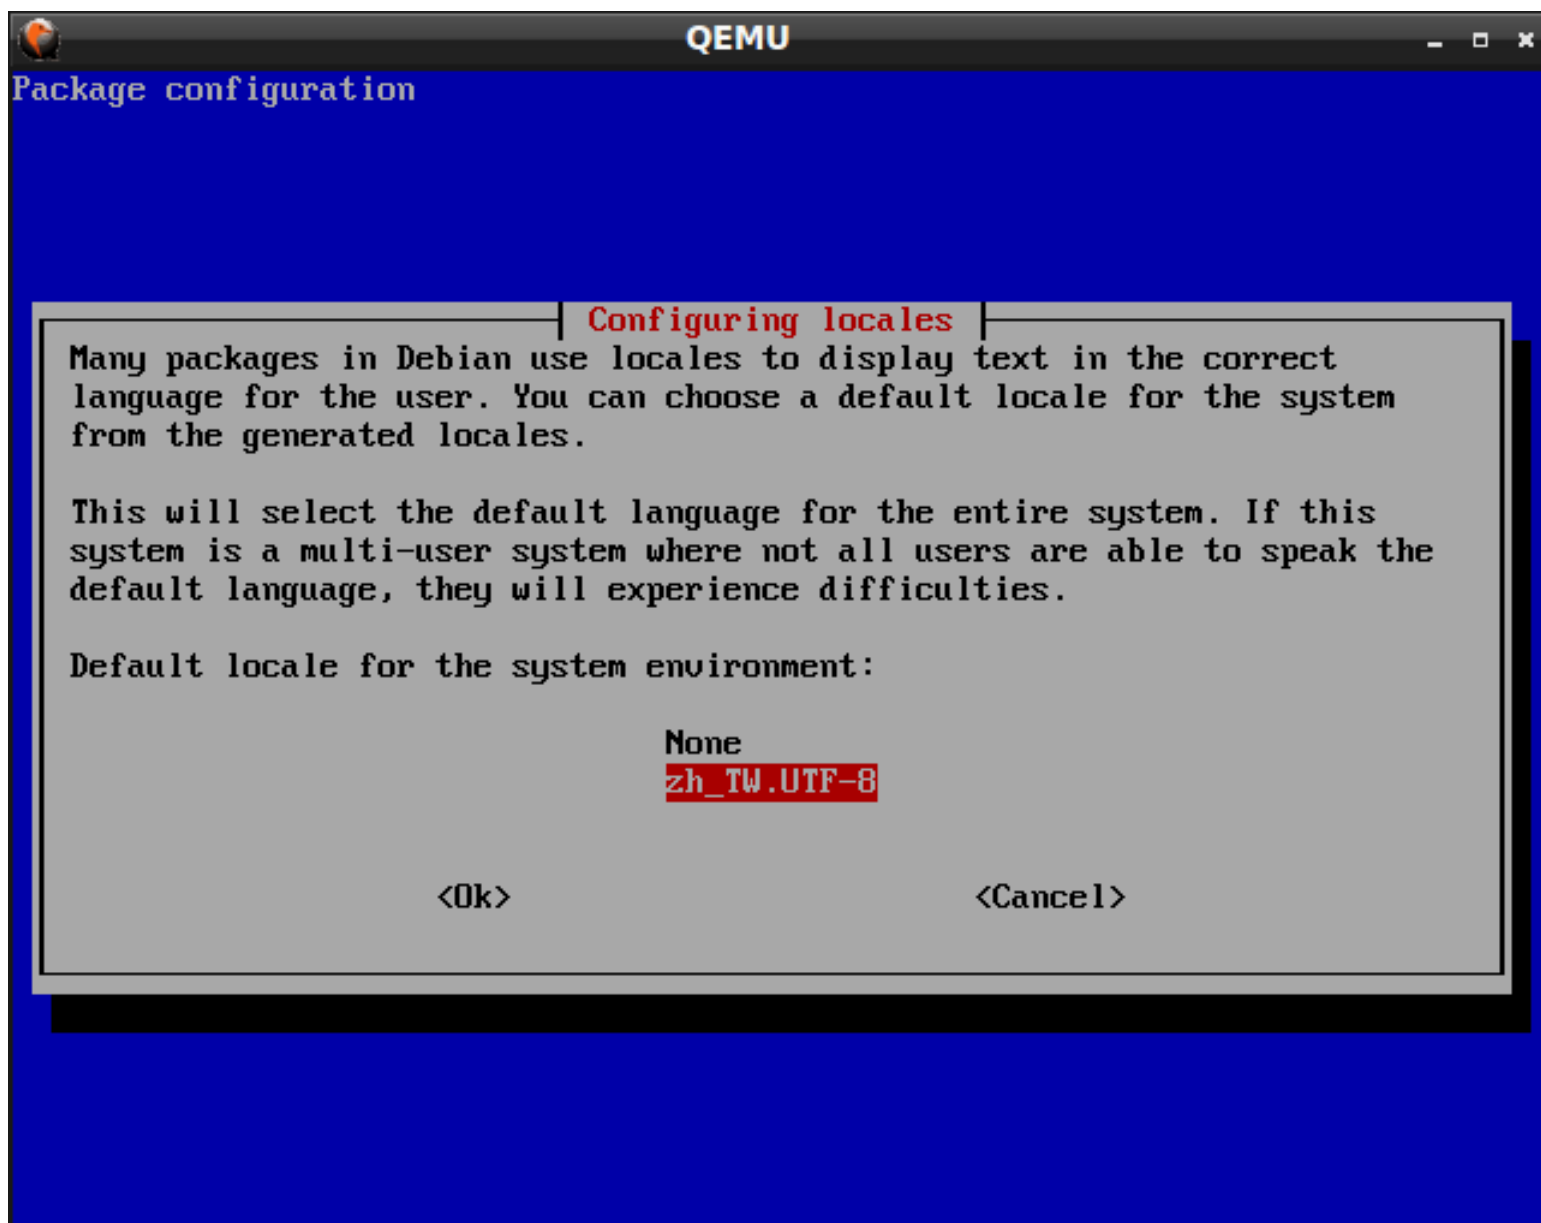 QEMU
Package configuration
Configuring locales
Many packages in Debian use locales to display text in the correct
language for the user. You can choose a default locale for the system
from the generated locales.
This will select the default language for the entire system. If this
system is a multi-user system where not all users are able to speak the
default language, they will experience difficulties.
Default locale for the system environment:
None
zh_TW.UTF-8
<Ok> <Cancel>